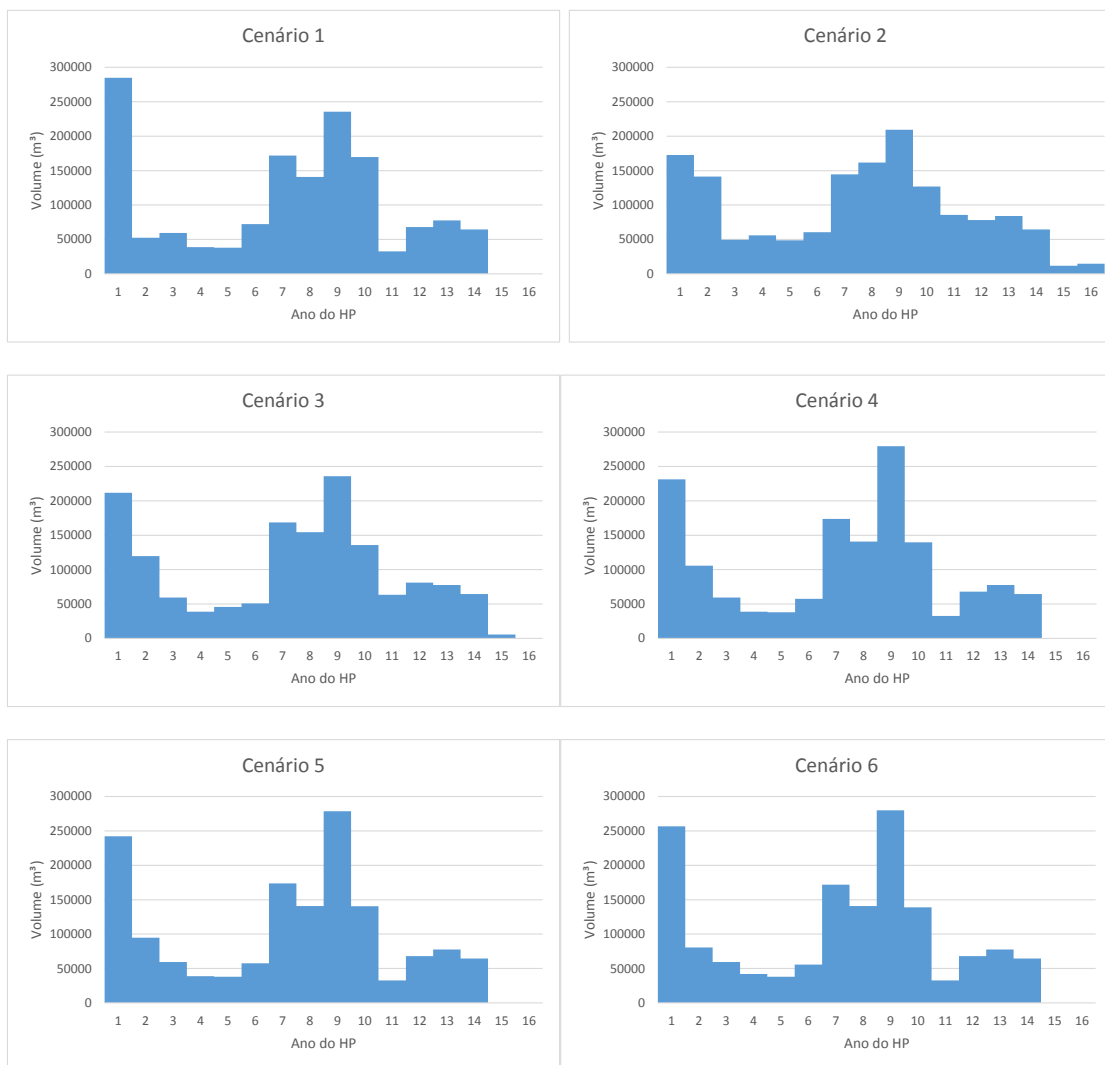 Cenário 1
300000
250000
200000
150000
100000
50000
0
Volume (m³)
1 2 3 4 5 6 7 8 9 10 11 12 13 14 15 16
Ano do HP
Cenário 2
300000
250000
200000
150000
100000
50000
0
Volume (m³)
1 2 3 4 5 6 7 8 9 10 11 12 13 14 15 16
Ano do HP
Cenário 3
300000
250000
200000
150000
100000
50000
0
Volume (m³)
1 2 3 4 5 6 7 8 9 10 11 12 13 14 15 16
Ano do HP
Cenário 4
300000
250000
200000
150000
100000
50000
0
Volume (m³)
1 2 3 4 5 6 7 8 9 10 11 12 13 14 15 16
Ano do HP
Cenário 5
300000
250000
200000
150000
100000
50000
0
Volume (m³)
1 2 3 4 5 6 7 8 9 10 11 12 13 14 15 16
Ano do HP
Cenário 6
300000
250000
200000
150000
100000
50000
0
Volume (m³)
1 2 3 4 5 6 7 8 9 10 11 12 13 14 15 16
Ano do HP